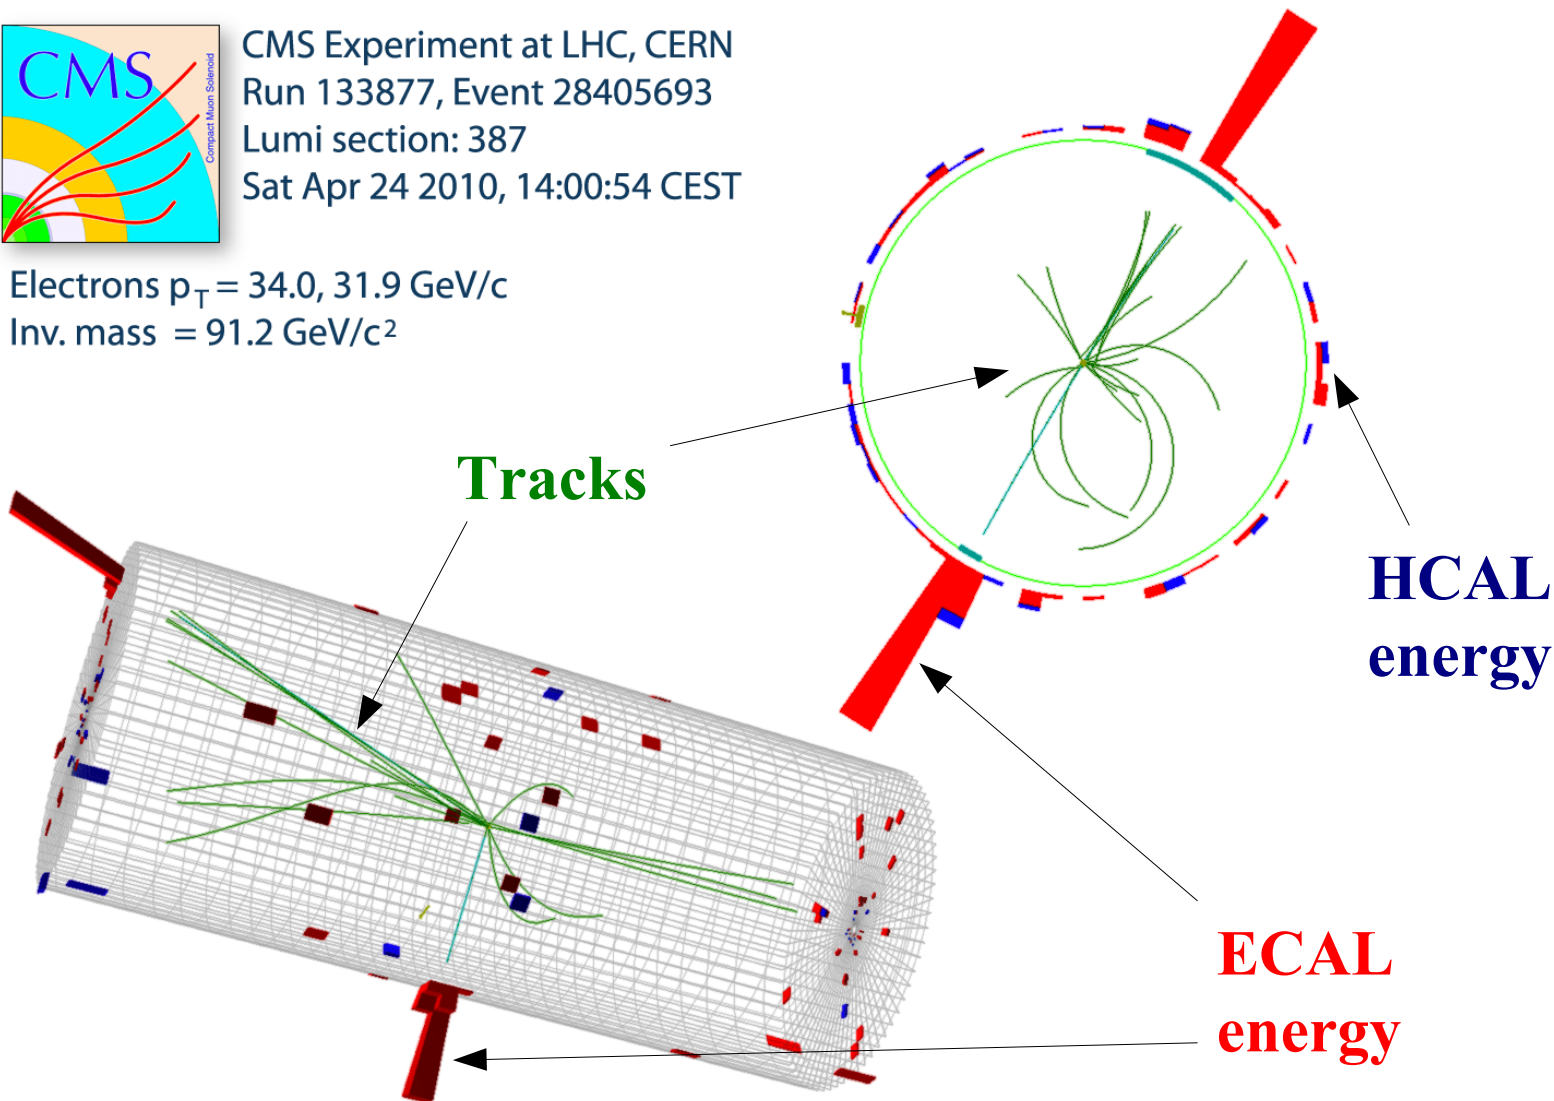 CMS
Compact Muon Solenoid
CMS Experiment at LHC, CERN
Run 133877, Event 28405693
Lumi section: 387
Sat Apr 24 2010, 14:00:54 CEST
Electrons pT = 34.0, 31.9 GeV/c
Inv. mass = 91.2 GeV/c²
Tracks
HCAL
energy
ECAL
energy